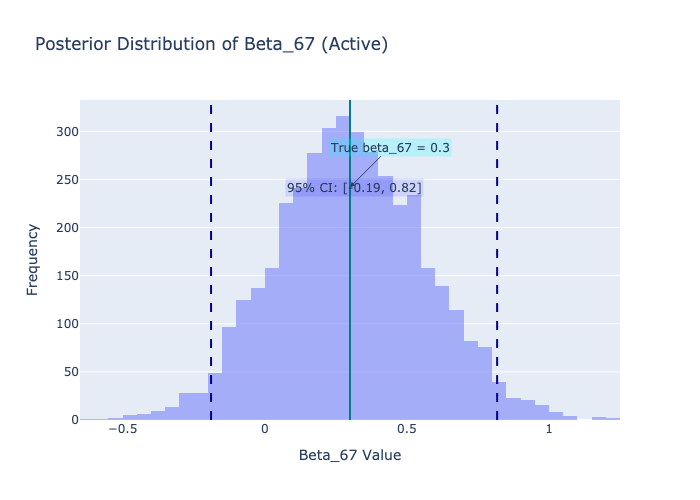 Posterior Distribution of Beta_67 (Active)
300
True beta_67 = 0.3
250
95% CI: [-0.19, 0.82]
200
Frequency
150
100
50
0
−0.5
0
0.5
1
Beta_67 Value